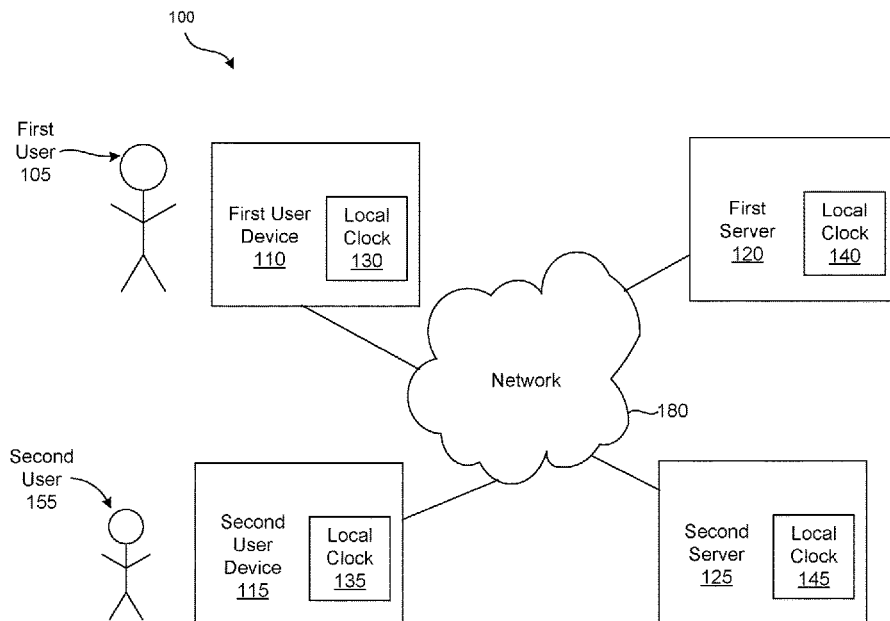 100
First
User
105
First User
Device
110
Local
Clock
130
First
Server
120
Local
Clock
140
Network
180
Second
User
155
Second
User
Device
115
Local
Clock
135
Second
Server
125
Local
Clock
145